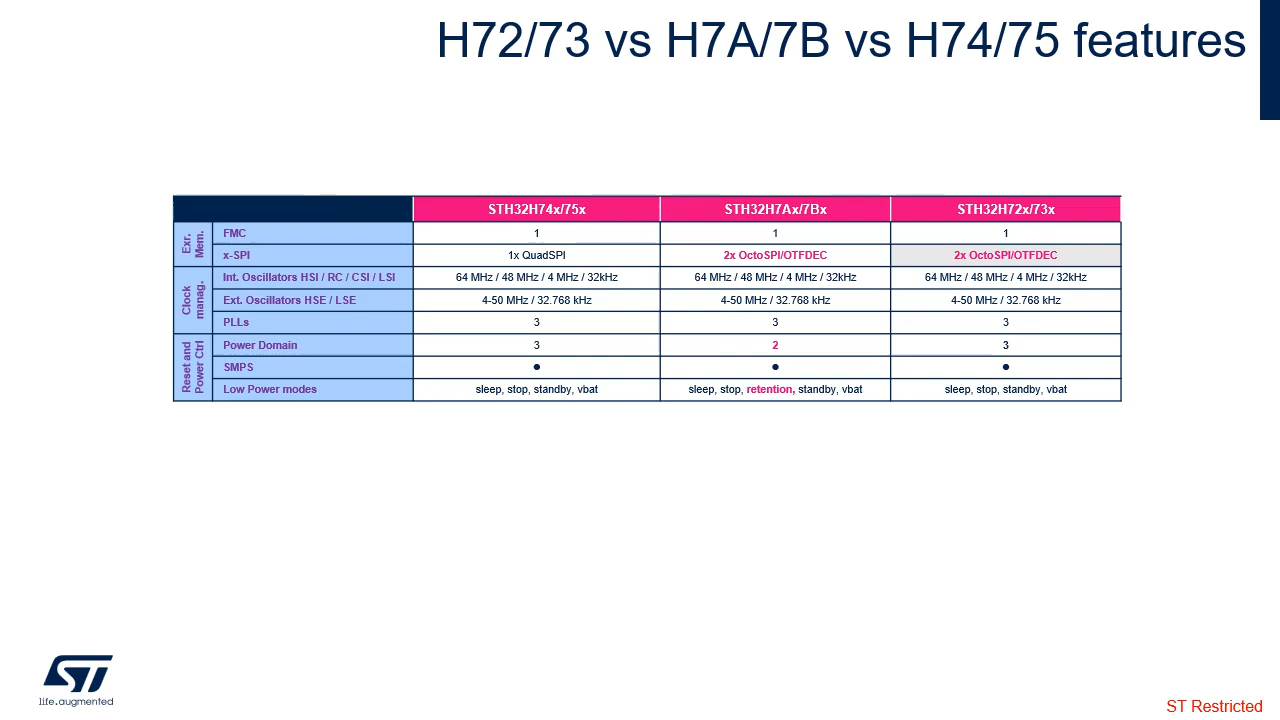 H72/73 vs H7A/7B vs H74/75 features
STH32H74x/75x STH32H7Ax/7Bx STH32H72x/73x
Exr. Mem.
FMC 1 1 1
x-SPI 1x QuadSPI 2x OctoSPI/OTFDEC 2x OctoSPI/OTFDEC
Clock manag.
Int. Oscillators HSI / RC / CSI / LSI 64 MHz / 48 MHz / 4 MHz / 32kHz 64 MHz / 48 MHz / 4 MHz / 32kHz 64 MHz / 48 MHz / 4 MHz / 32kHz
Ext. Oscillators HSE / LSE 4-50 MHz / 32.768 kHz 4-50 MHz / 32.768 kHz 4-50 MHz / 32.768 kHz
PLLs 3 3 3
Reset and Power Ctrl
Power Domain 3 2 3
SMPS ● ● ●
Low Power modes sleep, stop, standby, vbat sleep, stop, retention, standby, vbat sleep, stop, standby, vbat
ST
life.augmented
ST Restricted